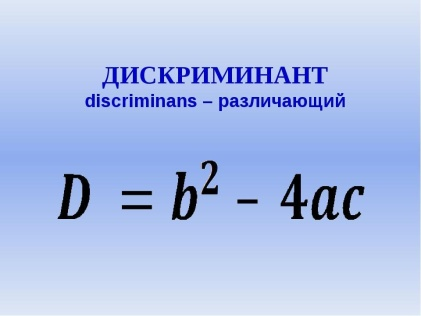 ДИСКРИМИНАНТ
discriminans – различающий
D = b² – 4ac